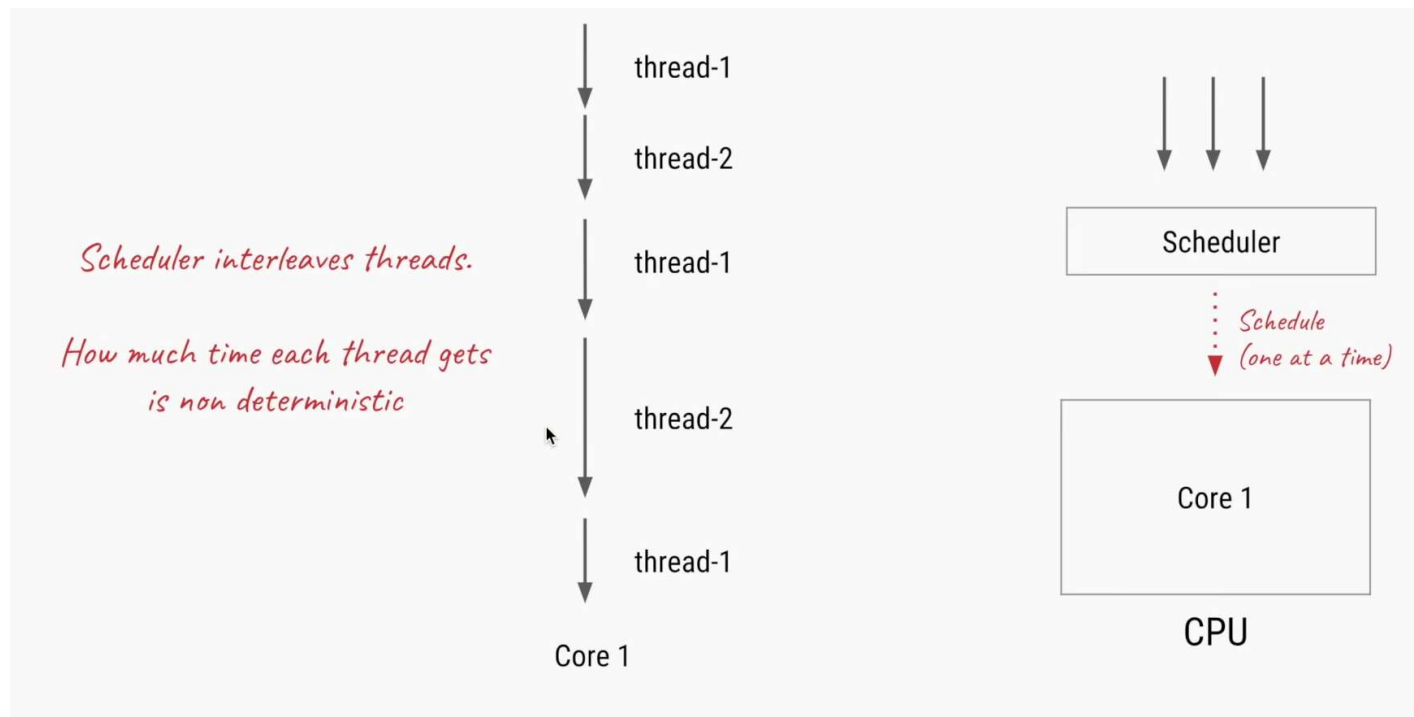 thread-1
thread-2
Scheduler interleaves threads.
thread-1
How much time each thread gets
is non deterministic
thread-2
thread-1
Core 1
Scheduler
Schedule
(one at a time)
Core 1
CPU